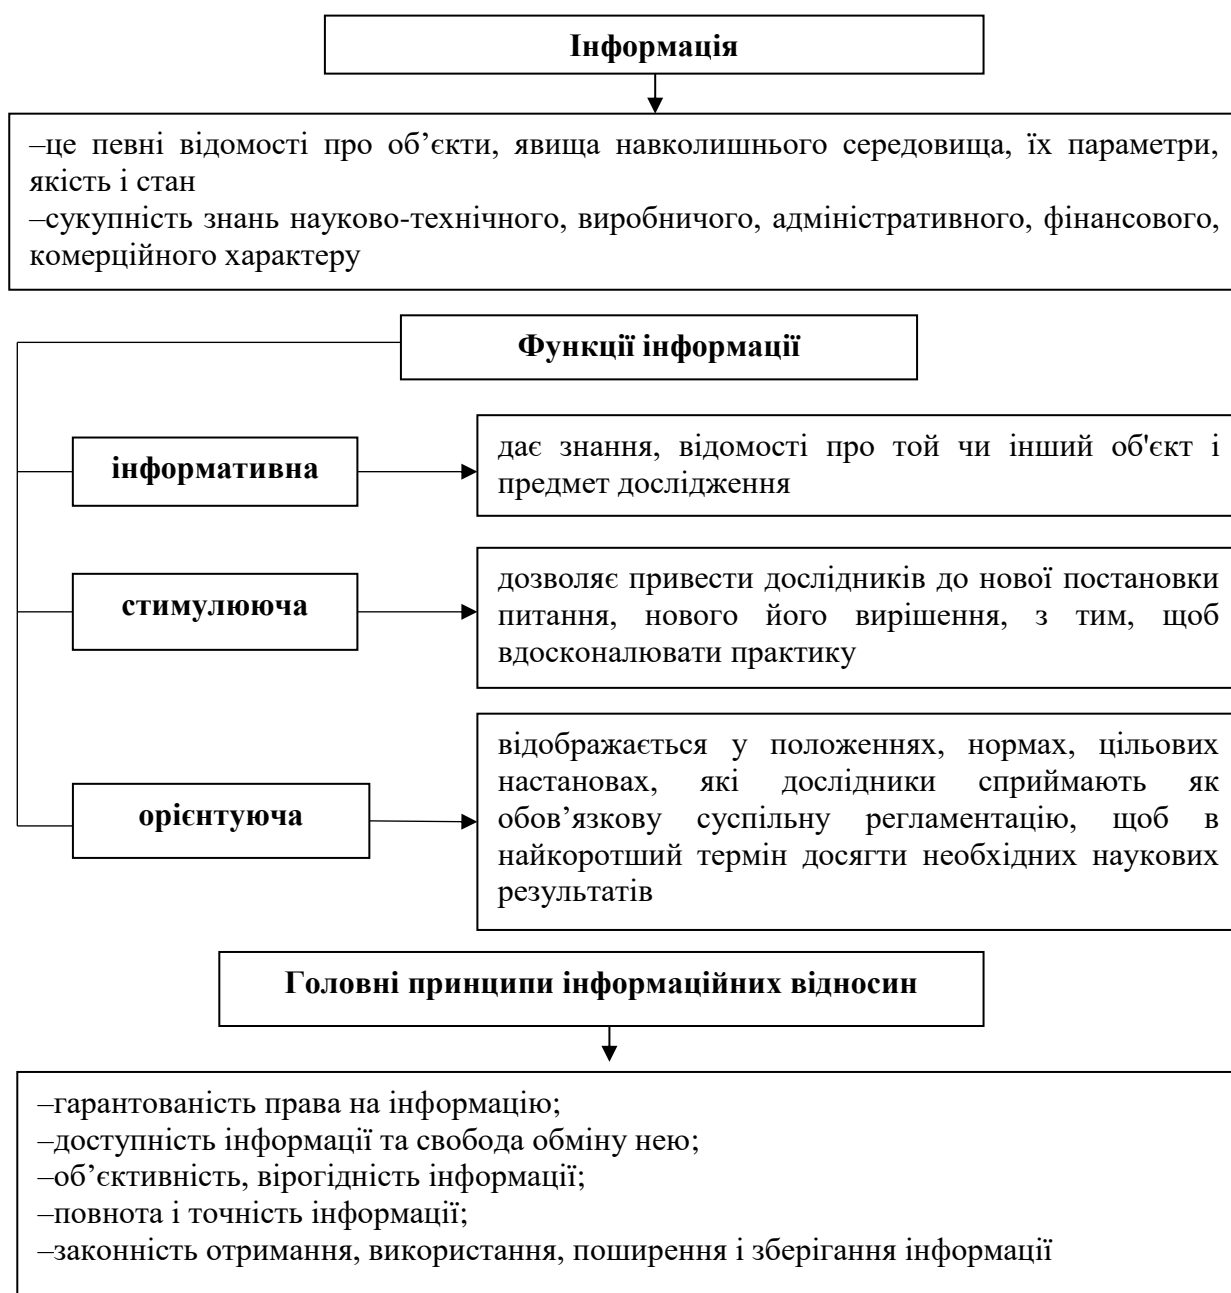 Інформація
–це певні відомості про об’єкти, явища навколишнього середовища, їх параметри,
якість і стан
–сукупність знань науково-технічного, виробничого, адміністративного, фінансового,
комерційного характеру
Функції інформації
інформативна
дає знання, відомості про той чи інший об'єкт і
предмет дослідження
стимулююча
дозволяє привести дослідників до нової постановки
питання, нового його вирішення, з тим, щоб
вдосконалювати практику
орієнтуюча
відображається у положеннях, нормах, цільових
настановах, які дослідники сприймають як
обов’язкову суспільну регламентацію, щоб в
найкоротший термін досягти необхідних наукових
результатів
Головні принципи інформаційних відносин
–гарантованість права на інформацію;
–доступність інформації та свобода обміну нею;
–об’єктивність, вірогідність інформації;
–повнота і точність інформації;
–законність отримання, використання, поширення і зберігання інформації